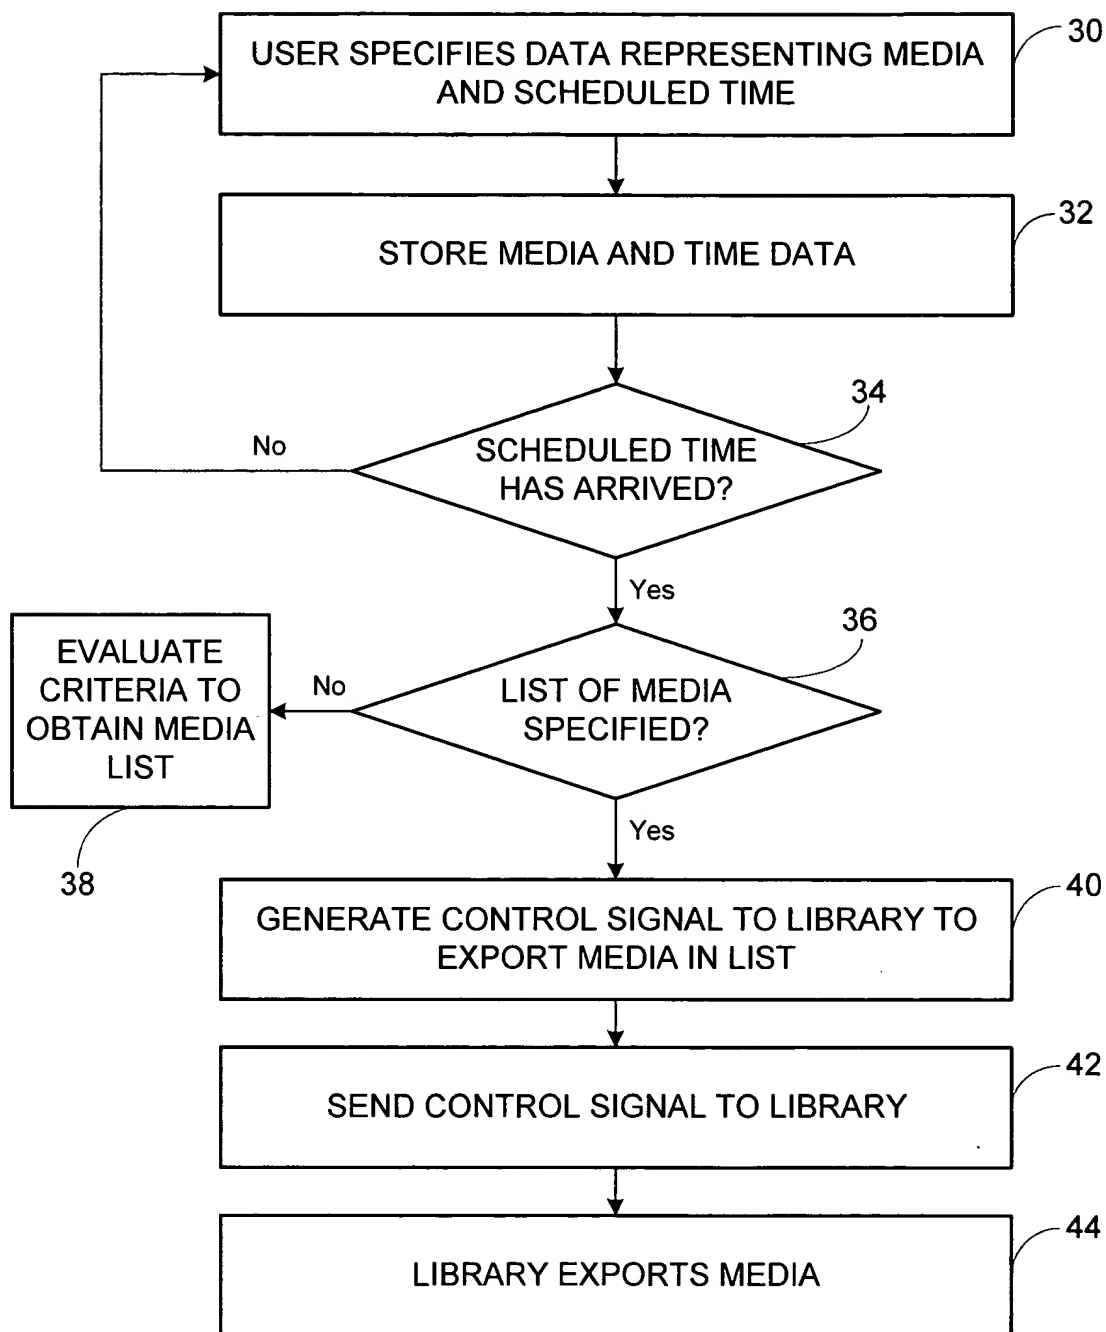 USER SPECIFIES DATA REPRESENTING MEDIA
AND SCHEDULED TIME
30
STORE MEDIA AND TIME DATA
32
SCHEDULED TIME
HAS ARRIVED?
34
No
Yes
LIST OF MEDIA
SPECIFIED?
36
No
EVALUATE
CRITERIA TO
OBTAIN MEDIA
LIST
38
Yes
GENERATE CONTROL SIGNAL TO LIBRARY TO
EXPORT MEDIA IN LIST
40
SEND CONTROL SIGNAL TO LIBRARY
42
LIBRARY EXPORTS MEDIA
44